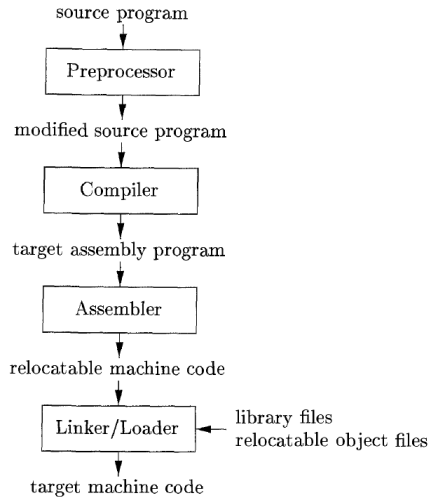 source program
Preprocessor
modified source program
Compiler
target assembly program
Assembler
relocatable machine code
Linker/Loader
library files
relocatable object files
target machine code